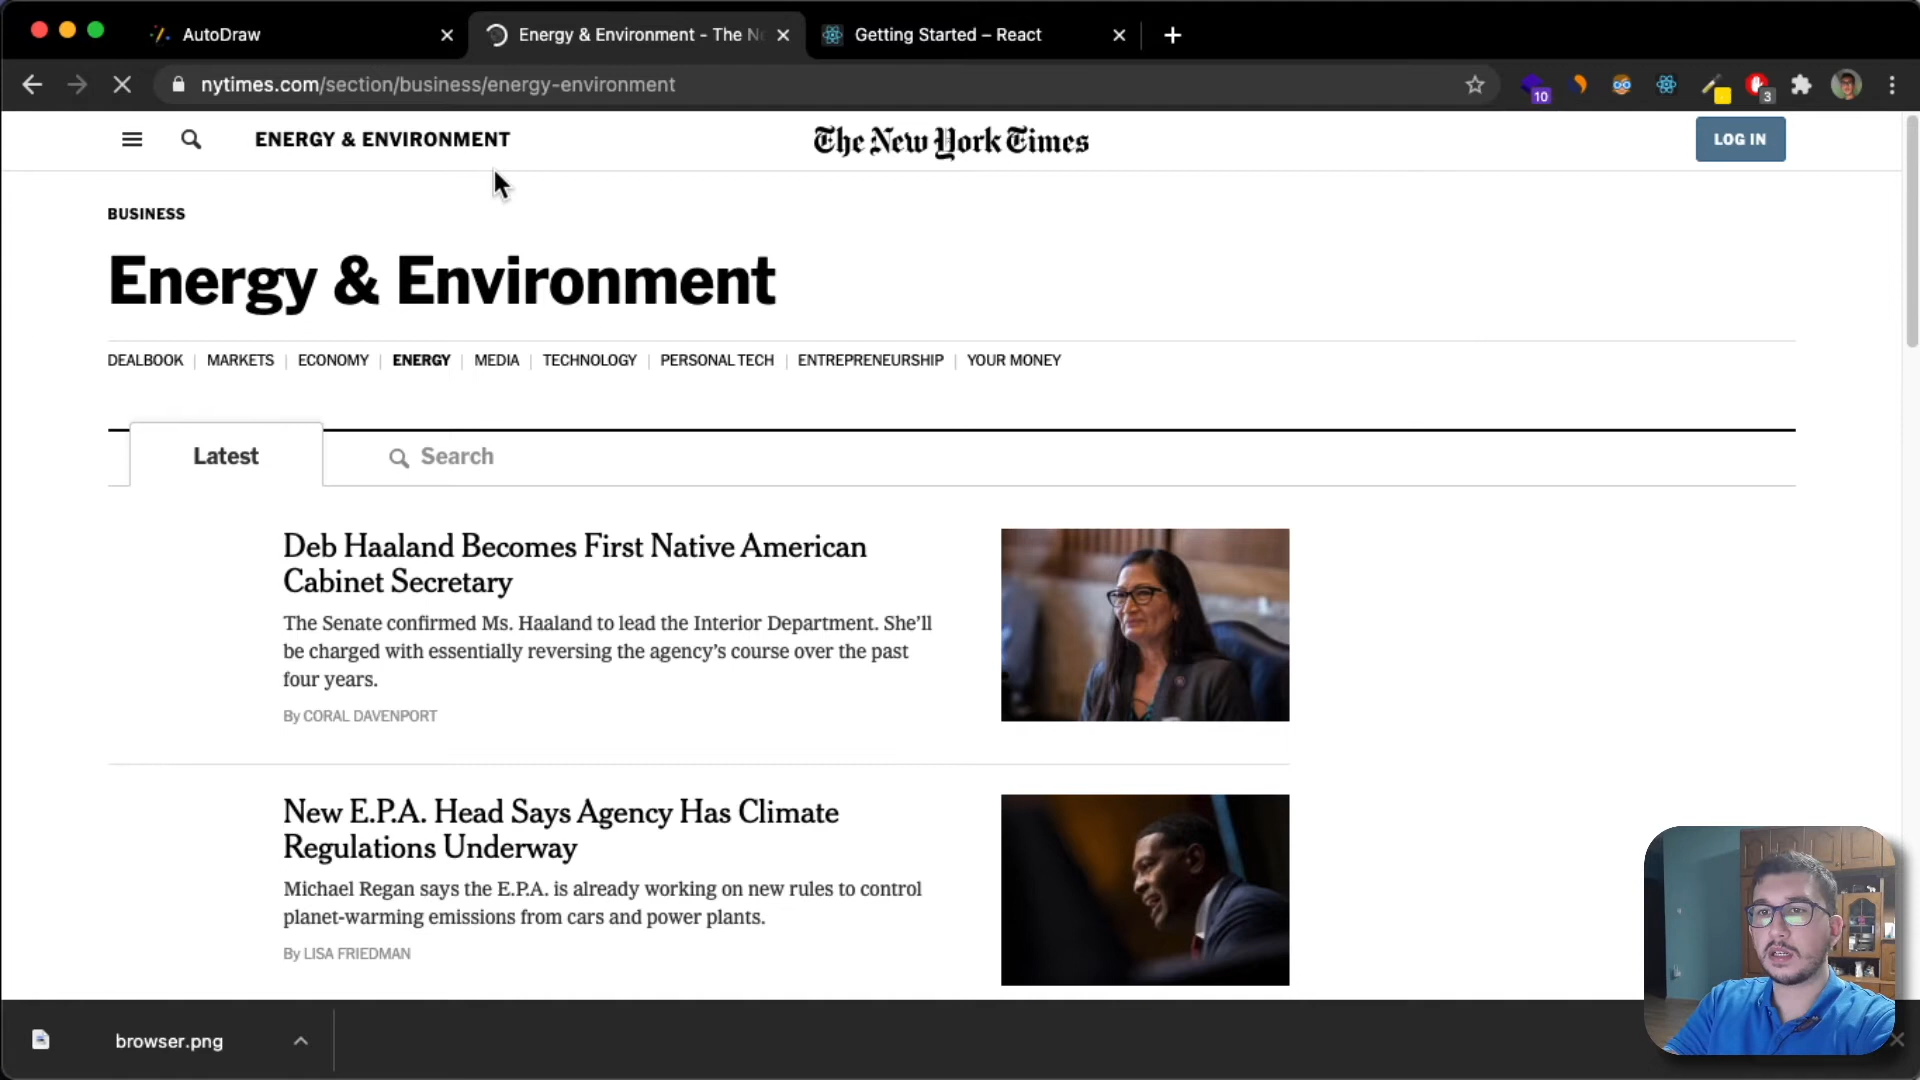 AutoDraw
Energy & Environment - The N
Getting Started – React
nytimes.com/section/business/energy-environment
10
3
ENERGY & ENVIRONMENT
The New York Times
LOG IN
BUSINESS
Energy & Environment
DEALBOOK | MARKETS | ECONOMY | ENERGY | MEDIA | TECHNOLOGY | PERSONAL TECH | ENTREPRENEURSHIP | YOUR MONEY
Latest
Search
Deb Haaland Becomes First Native American
Cabinet Secretary
The Senate confirmed Ms. Haaland to lead the Interior Department. She’ll
be charged with essentially reversing the agency’s course over the past
four years.
By CORAL DAVENPORT
New E.P.A. Head Says Agency Has Climate
Regulations Underway
Michael Regan says the E.P.A. is already working on new rules to control
planet-warming emissions from cars and power plants.
By LISA FRIEDMAN
browser.png